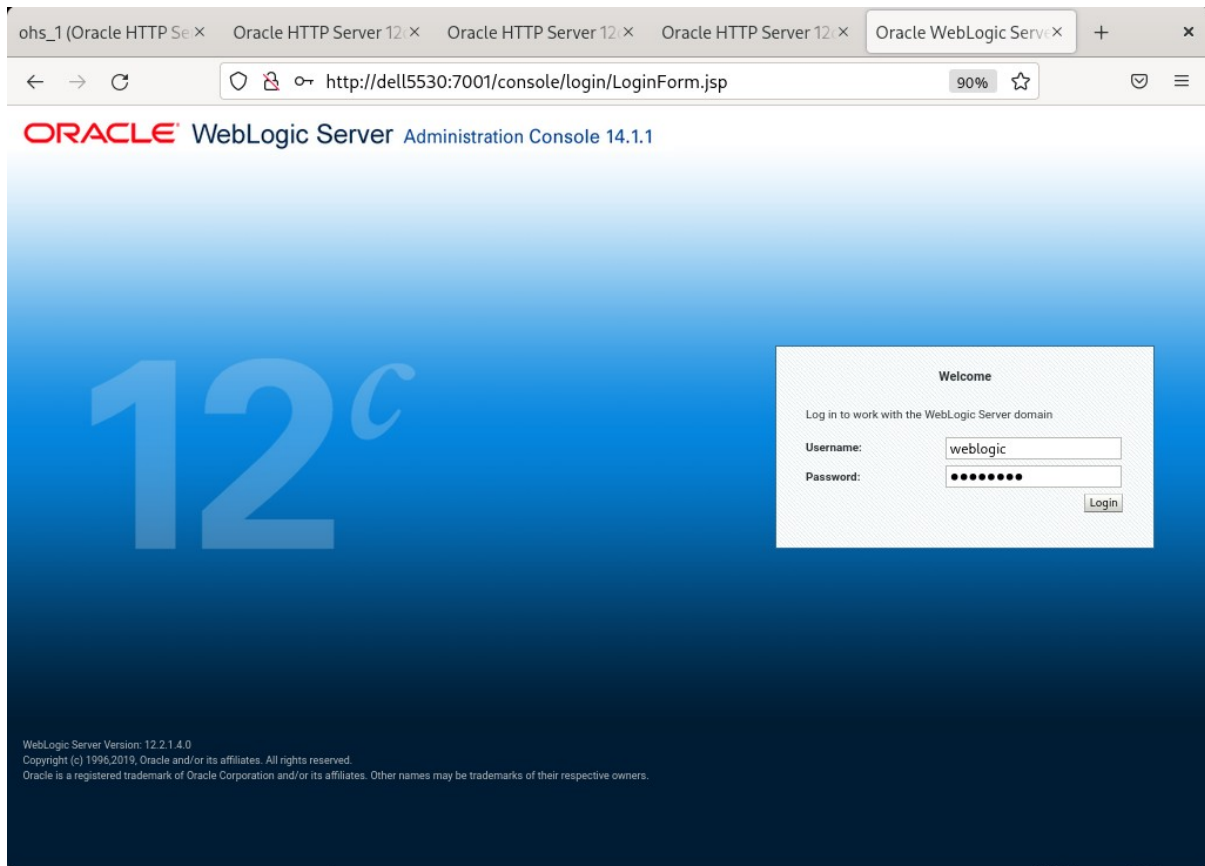 ohs_1 (Oracle HTTP Se × Oracle HTTP Server 12c × Oracle HTTP Server 12c × Oracle HTTP Server 12c × Oracle WebLogic Serve × + ×
http://dell5530:7001/console/login/LoginForm.jsp 90%
ORACLE WebLogic Server Administration Console 14.1.1
12c
Welcome
Log in to work with the WebLogic Server domain
Username: weblogic
Password: ●●●●●●●●
Login
WebLogic Server Version: 12.2.1.4.0
Copyright (c) 1996,2019, Oracle and/or its affiliates. All rights reserved.
Oracle is a registered trademark of Oracle Corporation and/or its affiliates. Other names may be trademarks of their respective owners.